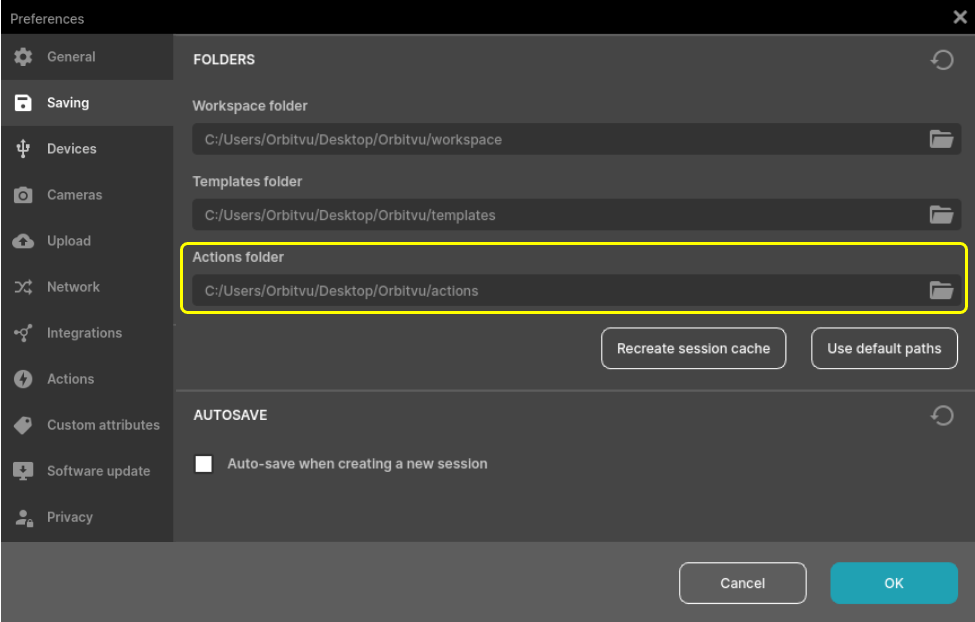 Preferences
General
Saving
Devices
Cameras
Upload
Network
Integrations
Actions
Custom attributes
Software update
Privacy
FOLDERS
Workspace folder
C:/Users/Orbitvu/Desktop/Orbitvu/workspace
Templates folder
C:/Users/Orbitvu/Desktop/Orbitvu/templates
Actions folder
C:/Users/Orbitvu/Desktop/Orbitvu/actions
Recreate session cache
Use default paths
AUTOSAVE
Auto-save when creating a new session
Cancel
OK